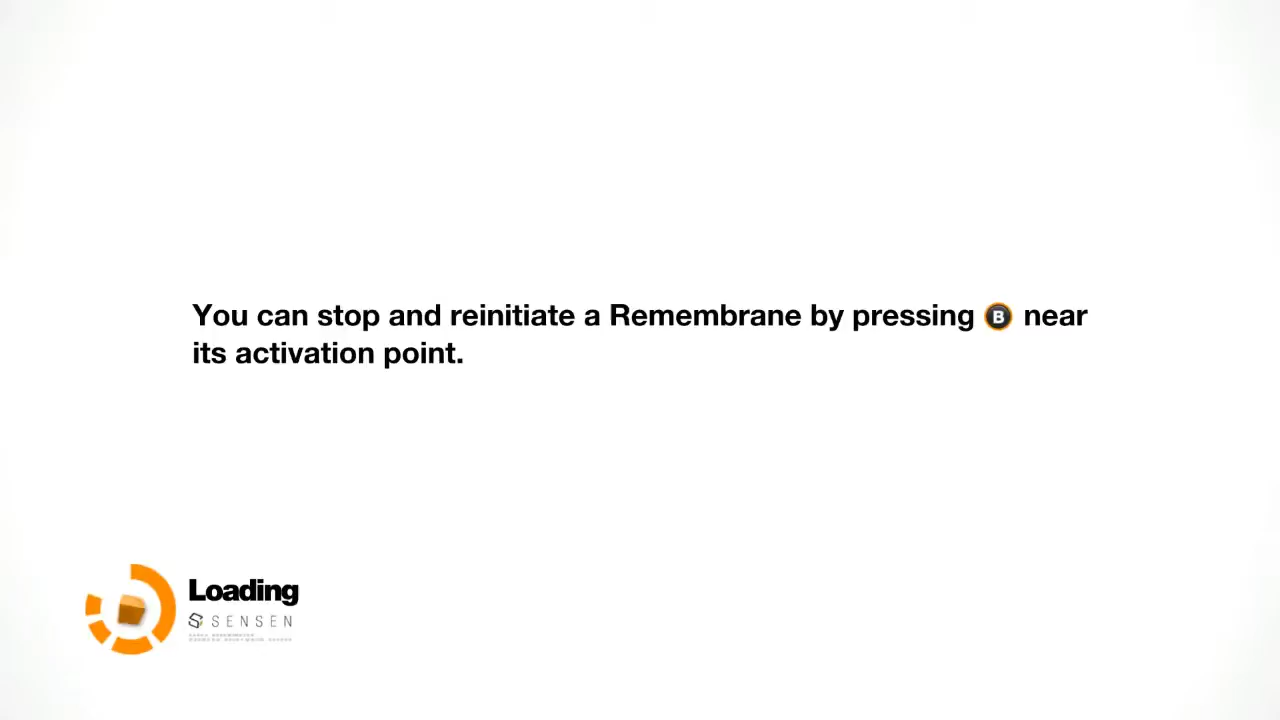 You can stop and reinitiate a Remembrane by pressing B near
its activation point.
Loading
SENSEN